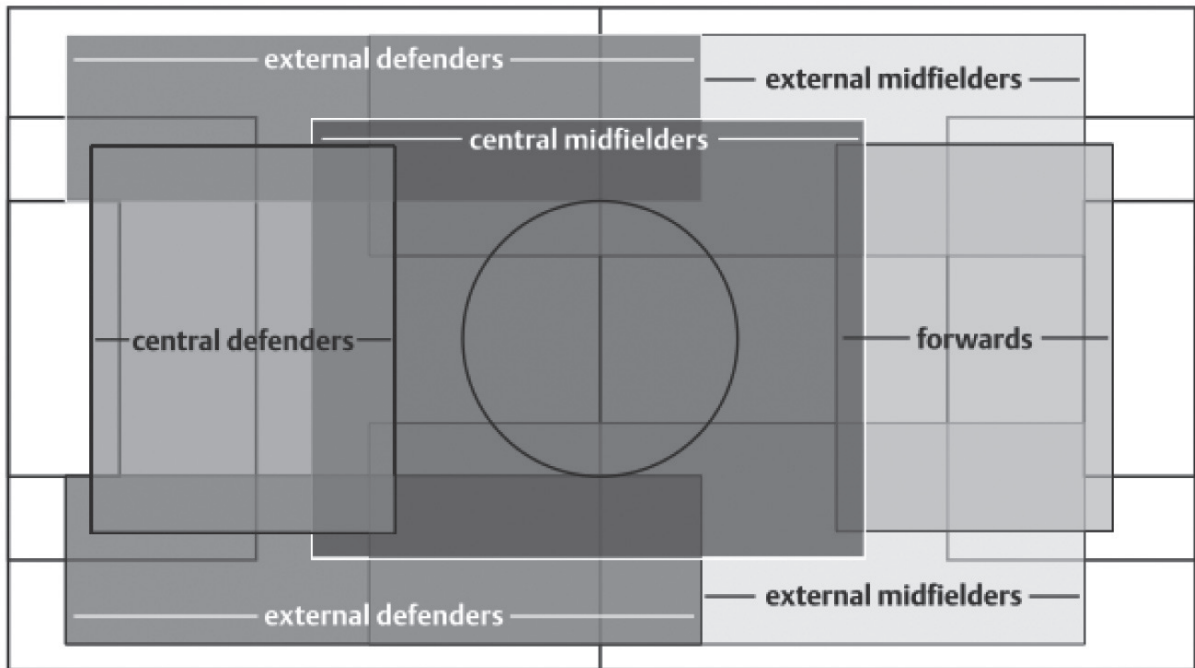 external defenders
external midfielders
central midfielders
central defenders
forwards
external midfielders
external defenders